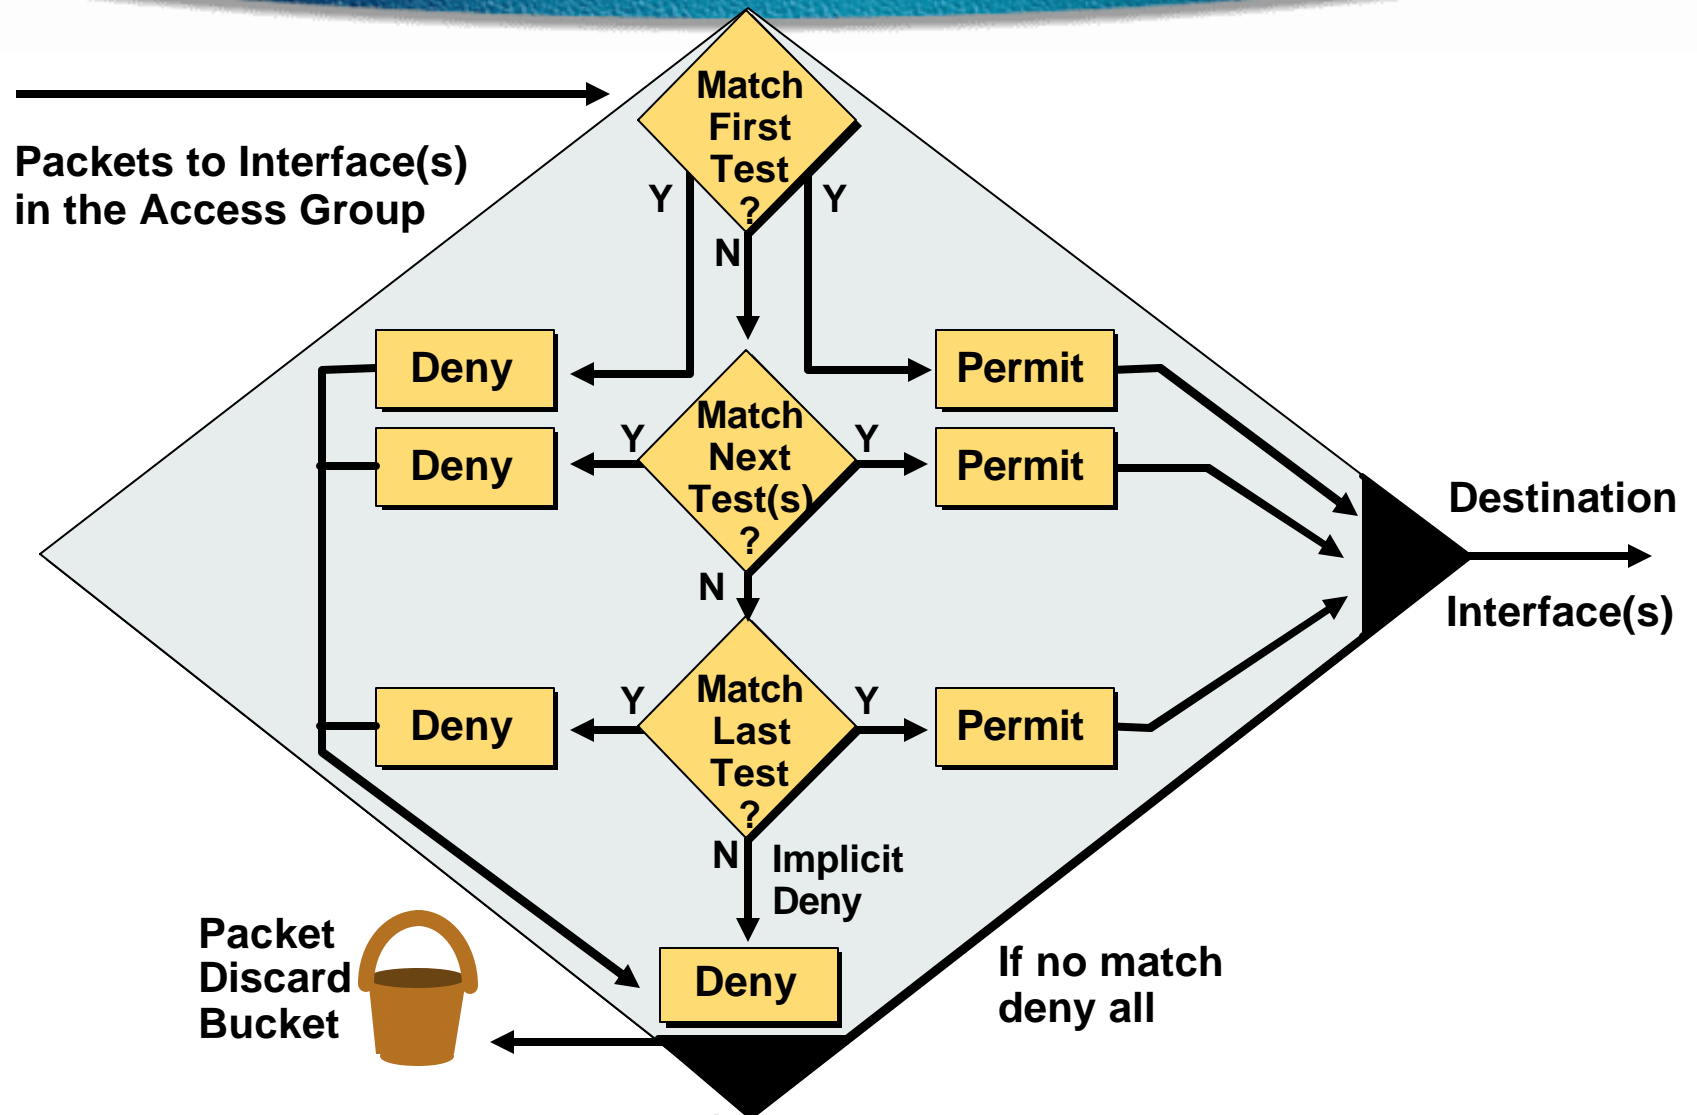 Match
First
Test
?
Packets to Interface(s)
in the Access Group
Y
Y
N
Deny
Permit
Match
Next
Test(s)
?
Y
Y
Deny
Permit
Destination
Interface(s)
N
Match
Last
Test
?
Y
Y
Deny
Permit
N
Implicit
Deny
Packet
Discard
Bucket
Deny
If no match
deny all